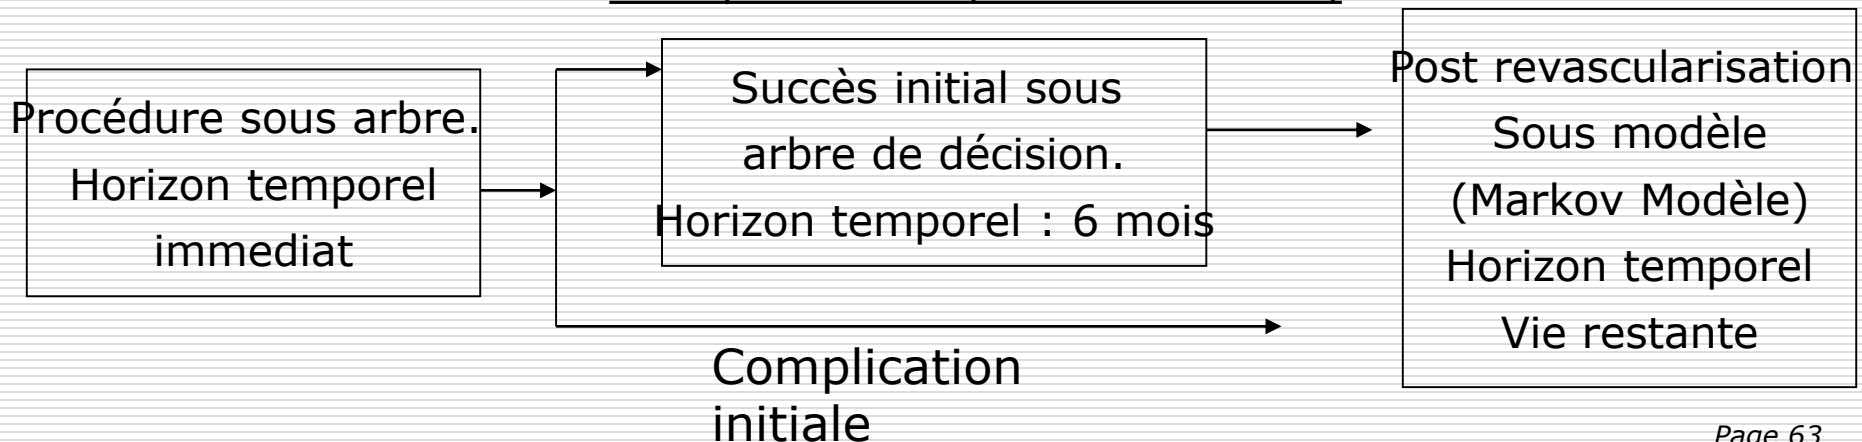 Procédure sous arbre.
Horizon temporel
immediat
Succès initial sous
arbre de décision.
Horizon temporel : 6 mois
Complication
initiale
Post revascularisation
Sous modèle
(Markov Modèle)
Horizon temporel
Vie restante
Page 63